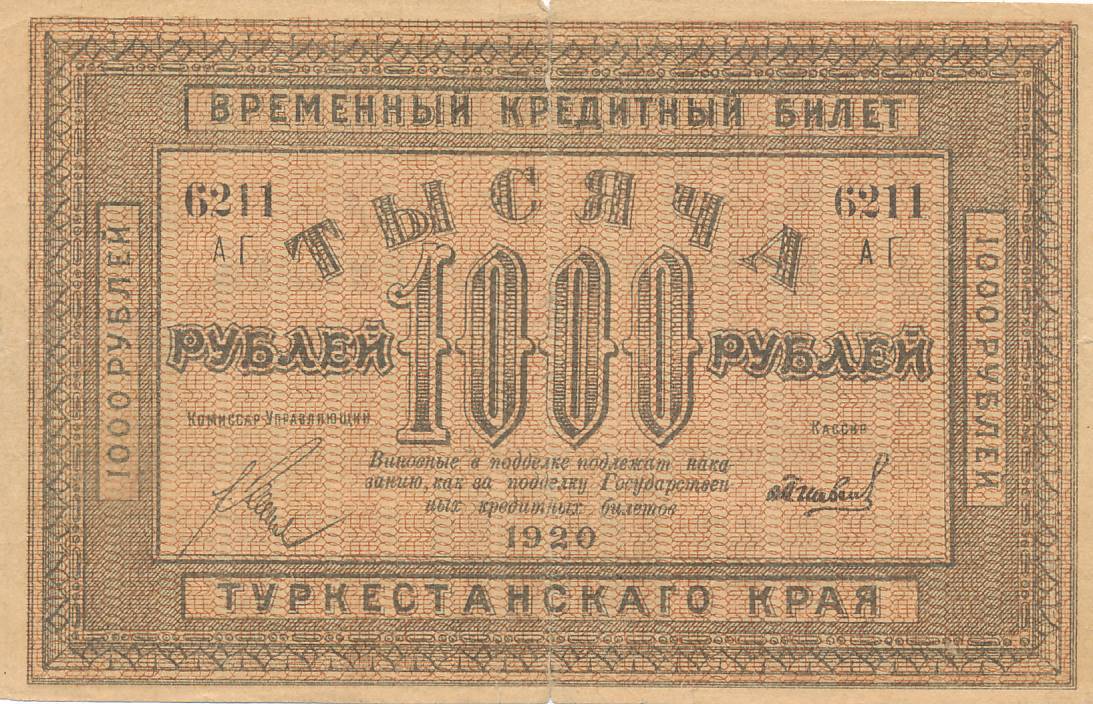 ВРЕМЕННЫЙ КРЕДИТНЫЙ БИЛЕТ
6211 6211
АГ АГ
ТЫСЯЧА
РУБЛЕЙ 1000 РУБЛЕЙ
1000 РУБЛЕЙ
1000 РУБЛЕЙ
Комиссар Управляющий
Кассир
Виновные в подделке подлежат нака-
занию, как за подделку Государствен
ных кредитных билетов
1920
ТУРКЕСТАНСКАГО КРАЯ